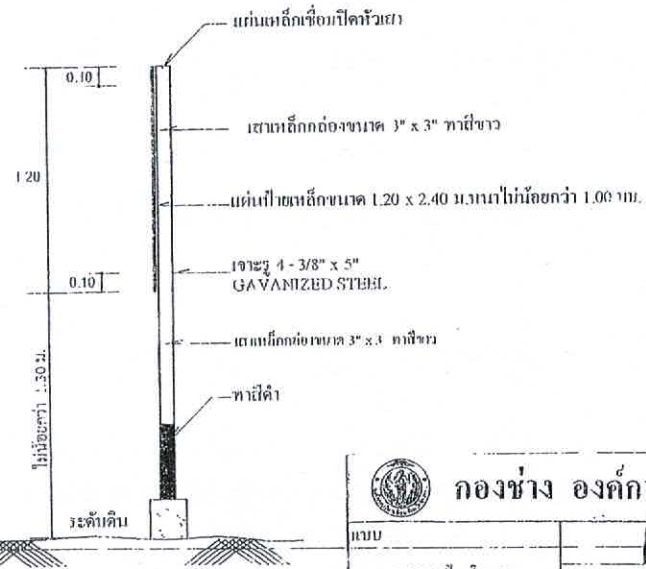 แผ่นเหล็กเชื่อมปิดหัวเสา
0.10
เสาเหล็กกล่องขนาด 3" x 3" ทาสีขาว
1.20
แผ่นป้ายเหล็กขนาด 1.20 x 2.40 ม.หนาไม่น้อยกว่า 1.00 มม.
เจาะรู 4 - 3/8" x 5"
GAVANIZED STEEL
0.10
เสาเหล็กกล่องขนาด 3" x 3 ทาสีขาว
ไม่น้อยกว่า 1.30 ม.
ทาสีดำ
กองช่าง องค์ก
ระดับดิน
แบบ